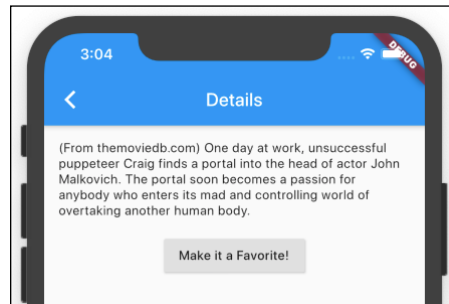 3:04
DEBUG
Details
(From themoviedb.com) One day at work, unsuccessful
puppeteer Craig finds a portal into the head of actor John
Malkovich. The portal soon becomes a passion for
anybody who enters its mad and controlling world of
overtaking another human body.
Make it a Favorite!